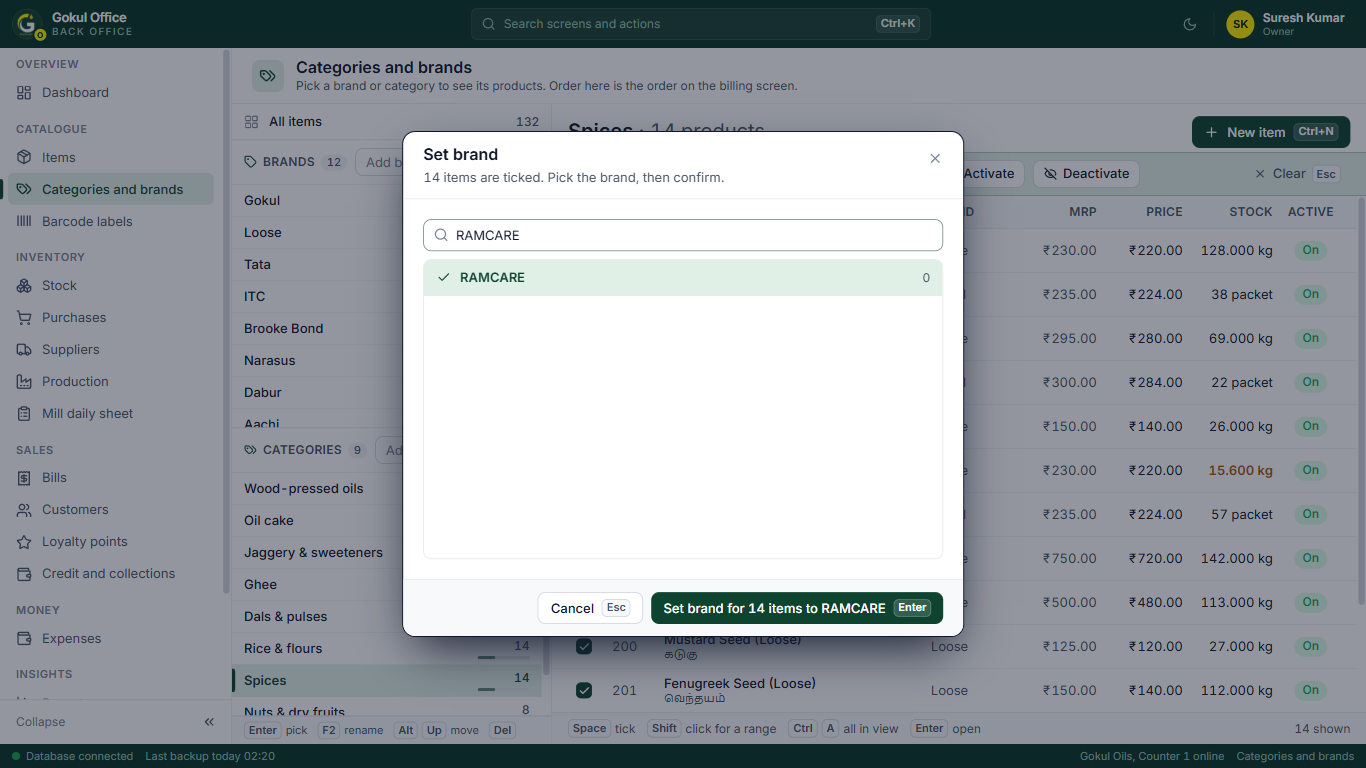 Gokul Office
BACK OFFICE
Search screens and actions Ctrl+K
SK
Suresh Kumar
Owner
OVERVIEW
Dashboard
CATALOGUE
Items
Categories and brands
Barcode labels
INVENTORY
Stock
Purchases
Suppliers
Production
Mill daily sheet
SALES
Bills
Customers
Loyalty points
Credit and collections
MONEY
Expenses
INSIGHTS
Collapse
Categories and brands
Pick a brand or category to see its products. Order here is the order on the billing screen.
All items 132
BRANDS 12 Add b
Gokul
Loose
Tata
ITC
Brooke Bond
Narasus
Dabur
Aachi
CATEGORIES 9 Ad
Wood-pressed oils
Oil cake
Jaggery & sweeteners
Ghee
Dals & pulses
Rice & flours 14
Spices 14
Nuts & dry fruits 8
Enter pick F2 rename Alt Up move Del
Spices · 14 products
New item Ctrl+N
Activate Deactivate Clear Esc
MRP PRICE STOCK ACTIVE
₹230.00 ₹220.00 128.000 kg On
₹235.00 ₹224.00 38 packet On
₹295.00 ₹280.00 69.000 kg On
₹300.00 ₹284.00 22 packet On
₹150.00 ₹140.00 26.000 kg On
₹230.00 ₹220.00 15.600 kg On
₹235.00 ₹224.00 57 packet On
₹750.00 ₹720.00 142.000 kg On
₹500.00 ₹480.00 113.000 kg On
200 Mustard Seed (Loose) Loose ₹125.00 ₹120.00 27.000 kg On
கடுகு
201 Fenugreek Seed (Loose) Loose ₹150.00 ₹140.00 112.000 kg On
வெந்தயம்
Space tick Shift click for a range Ctrl A all in view Enter open 14 shown
Set brand
14 items are ticked. Pick the brand, then confirm.
RAMCARE
RAMCARE 0
Cancel Esc Set brand for 14 items to RAMCARE Enter
Database connected Last backup today 02:20
Gokul Oils, Counter 1 online Categories and brands